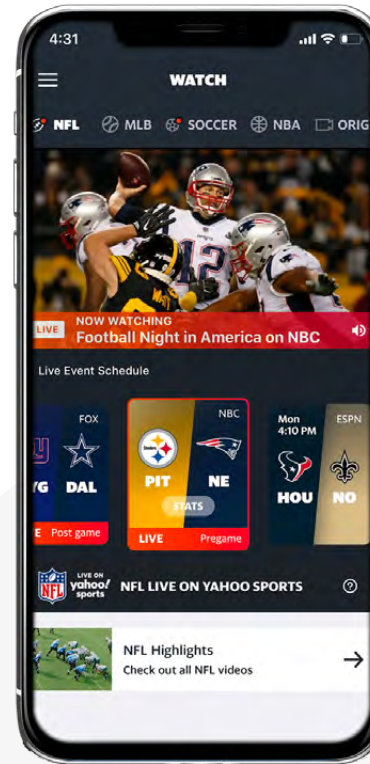 4:31
WATCH
NFL MLB SOCCER NBA ORIG
12
LIVE
NOW WATCHING
Football Night in America on NBC
Live Event Schedule
FOX
YG DAL
E Post game
NBC
Steelers
PIT NE
STATS
LIVE Pregame
Mon
4:10 PM
ESPN
HOU NO
NFL
LIVE ON
yahoo!
sports
NFL LIVE ON YAHOO SPORTS
?
NFL Highlights
Check out all NFL videos